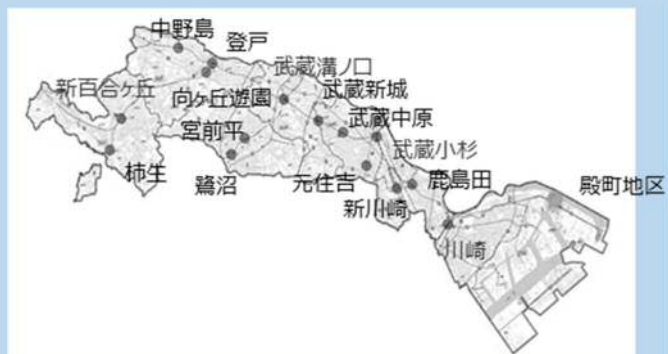 中野島
登戸
新百合ヶ丘
武蔵溝ノ口
向ヶ丘遊園
武蔵新城
宮前平
武蔵中原
武蔵小杉
柿生
鷺沼
元住吉
鹿島田
殿町地区
新川崎
川崎